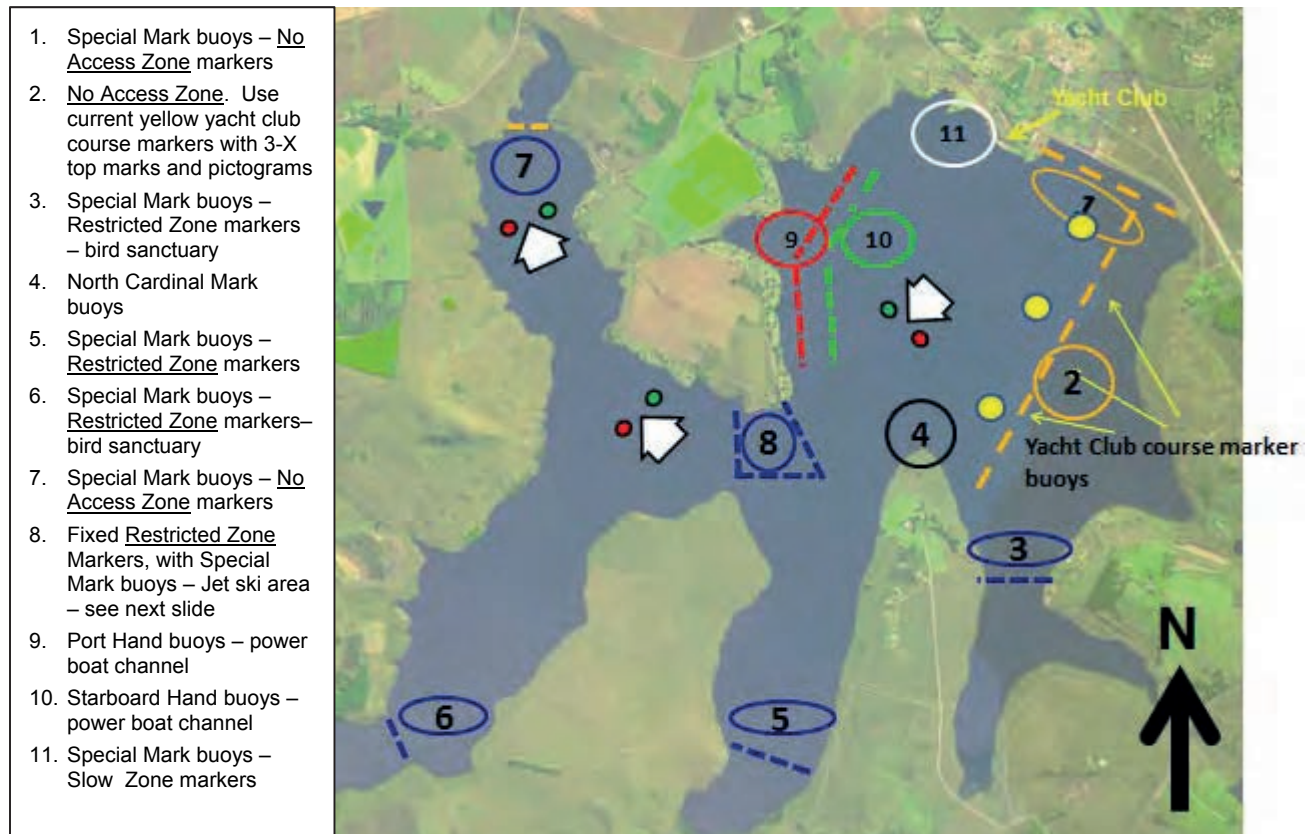 1. Special Mark buoys – No
Access Zone markers
2. No Access Zone. Use
current yellow yacht club
course markers with 3-X
top marks and pictograms
3. Special Mark buoys –
Restricted Zone markers
– bird sanctuary
4. North Cardinal Mark
buoys
5. Special Mark buoys –
Restricted Zone markers
6. Special Mark buoys –
Restricted Zone markers–
bird sanctuary
7. Special Mark buoys – No
Access Zone markers
8. Fixed Restricted Zone
Markers, with Special
Mark buoys – Jet ski area
– see next slide
9. Port Hand buoys – power
boat channel
10. Starboard Hand buoys –
power boat channel
11. Special Mark buoys –
Slow Zone markers
Yacht Club
11
7
1
9
10
2
4
8
Yacht Club course marker
buoys
3
N
6
5